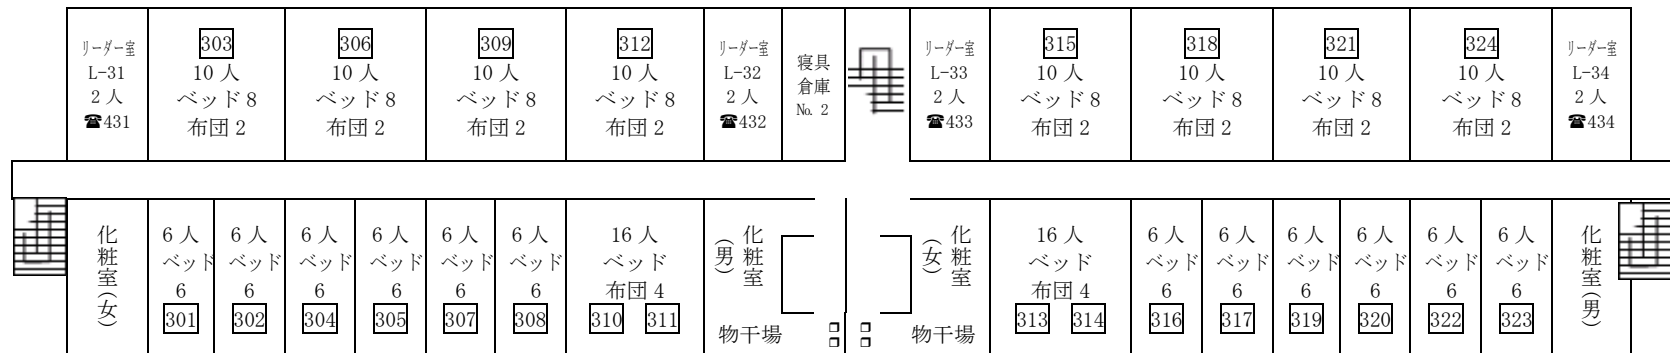 リーダー室
L-31
2人
☎431
303
10人
ベッド8
布団2
306
10人
ベッド8
布団2
309
10人
ベッド8
布団2
312
10人
ベッド8
布団2
リーダー室
L-32
2人
☎432
寝具
倉庫
№2
リーダー室
L-33
2人
☎433
315
10人
ベッド8
布団2
318
10人
ベッド8
布団2
321
10人
ベッド8
布団2
324
10人
ベッド8
布団2
リーダー室
L-34
2人
☎434
化粧室(女)
6人
ベッド
6
301
6人
ベッド
6
302
6人
ベッド
6
304
6人
ベッド
6
305
6人
ベッド
6
307
6人
ベッド
6
308
16人
ベッド
布団4
310 311
化粧室
(男)
物干場
化粧室
(女)
物干場
16人
ベッド
布団4
313 314
6人
ベッド
6
316
6人
ベッド
6
317
6人
ベッド
6
319
6人
ベッド
6
320
6人
ベッド
6
322
6人
ベッド
6
323
化粧室(男)